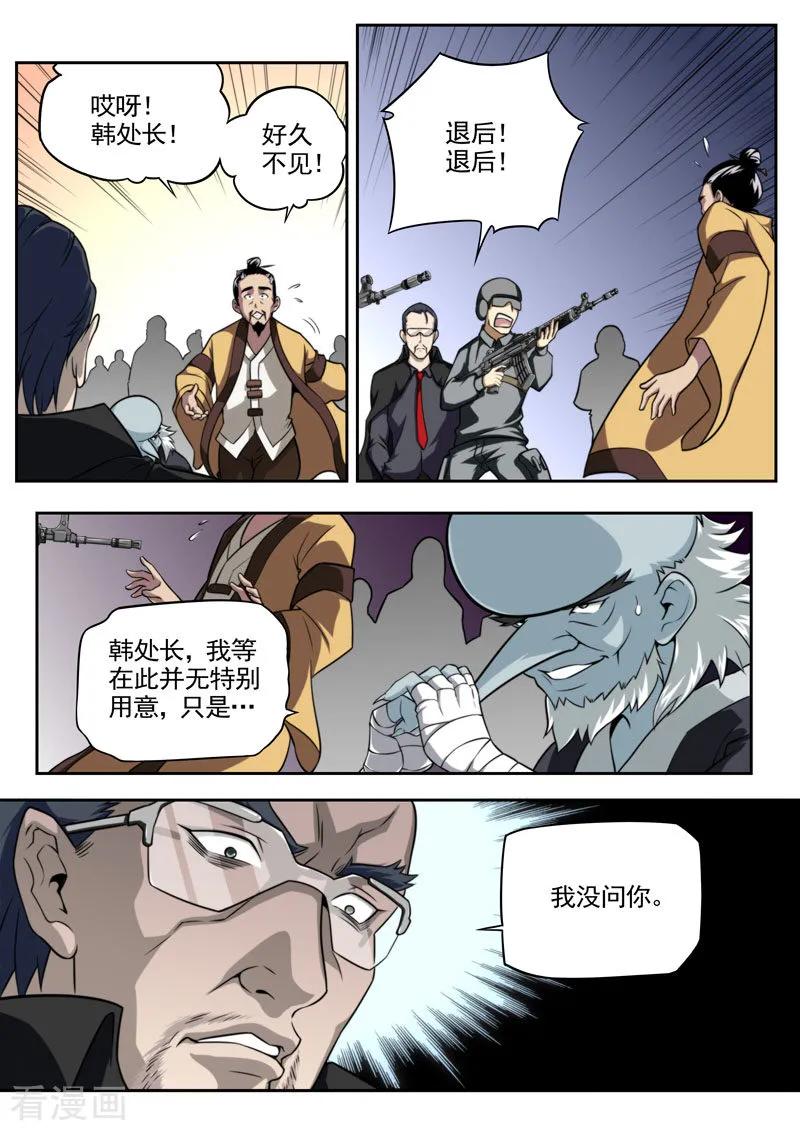 哎呀！
韩处长！
好久
不见！
退后！
退后！
韩处长，我等
在此并无特别
用意，只是…
我没问你。
看漫画